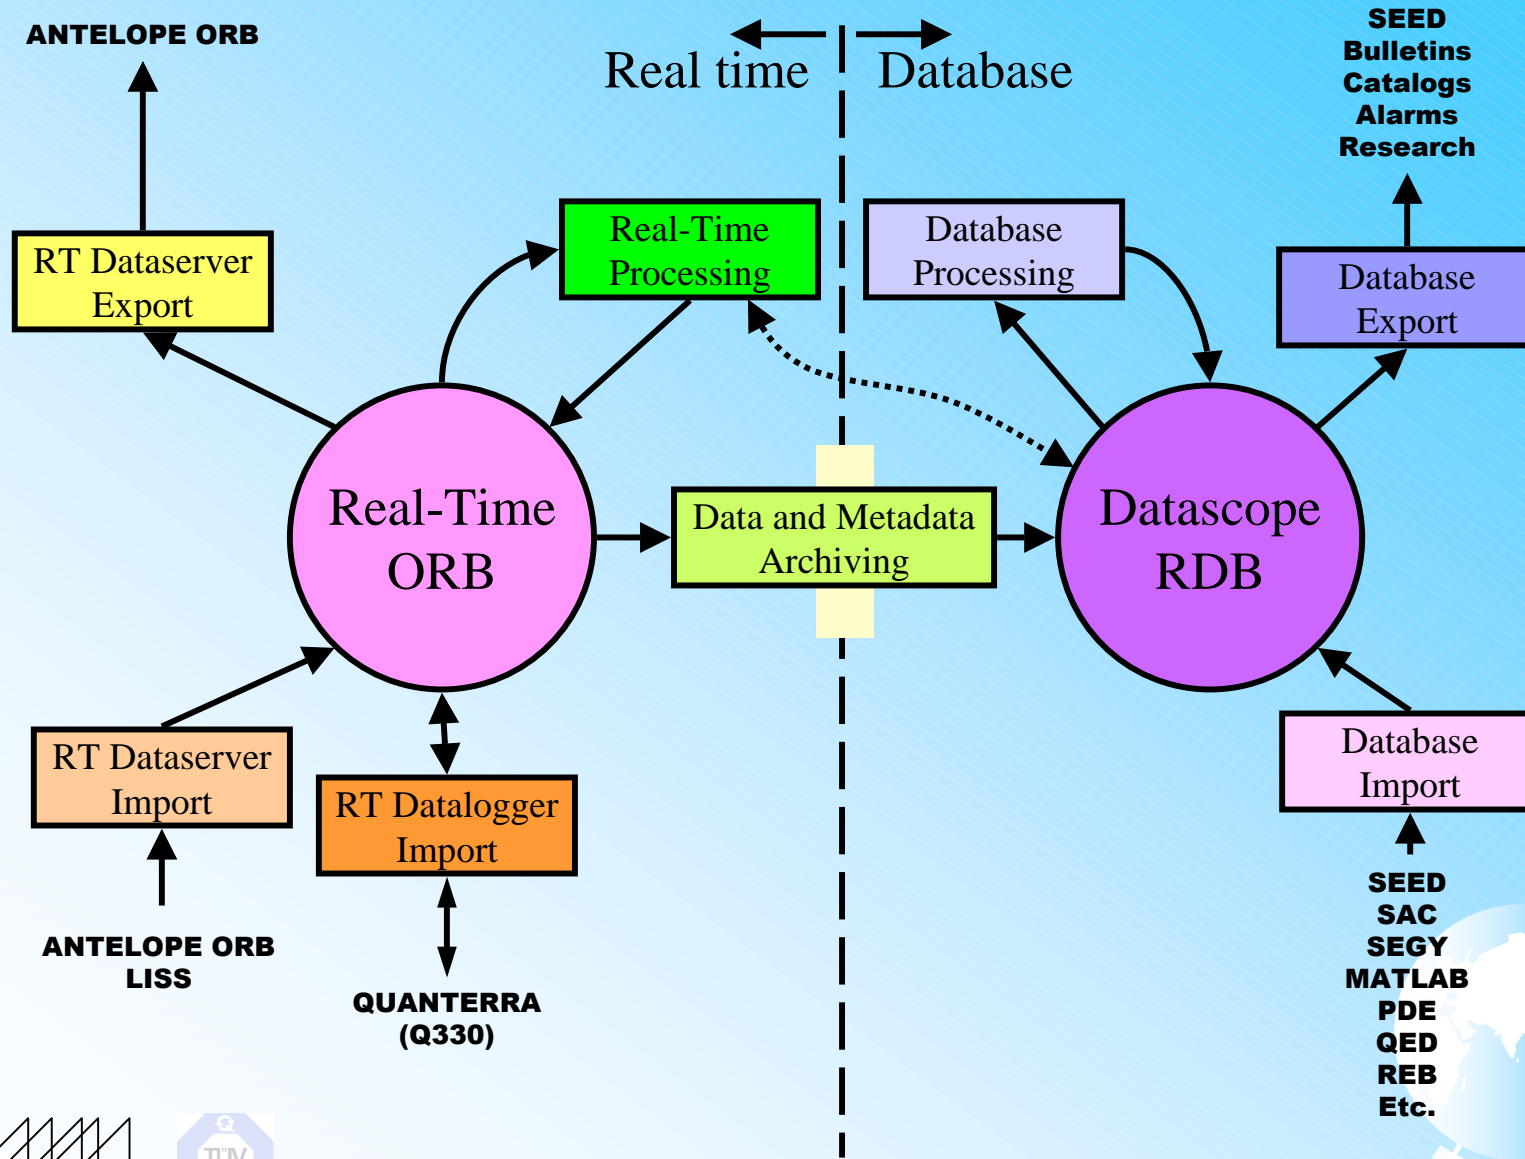 ANTELOPE ORB
Real time
Database
SEED
Bulletins
Catalogs
Alarms
Research
RT Dataserver
Export
Real-Time
Processing
Database
Processing
Database
Export
Real-Time
ORB
Data and Metadata
Archiving
Datascope
RDB
RT Dataserver
Import
RT Datalogger
Import
Database
Import
ANTELOPE ORB
LISS
QUANTERRA
(Q330)
SEED
SAC
SEGY
MATLAB
PDE
QED
REB
Etc.